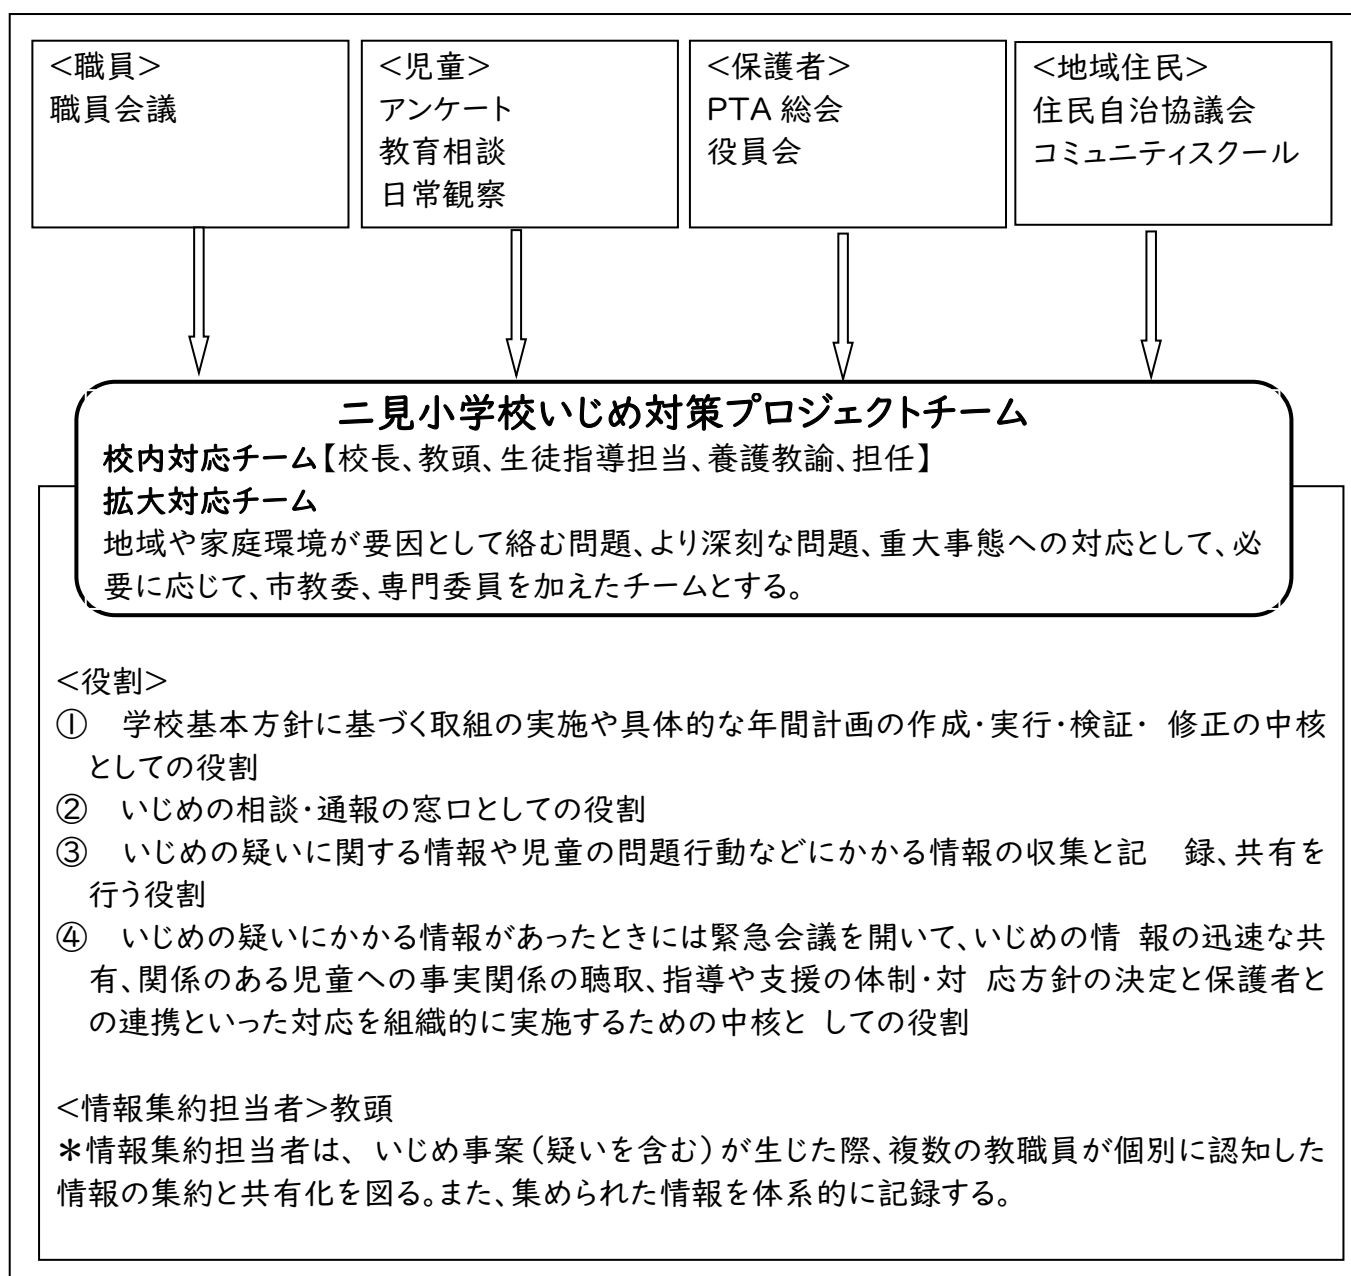 <職員>
職員会議
<児童>
アンケート
教育相談
日常観察
<保護者>
PTA 総会
役員会
<地域住民>
住民自治協議会
コミュニティスクール
二見小学校いじめ対策プロジェクトチーム
校内対応チーム【校長、教頭、生徒指導担当、養護教諭、担任】
拡大対応チーム
地域や家庭環境が要因として絡む問題、より深刻な問題、重大事態への対応として、必
要に応じて、市教委、専門委員を加えたチームとする。
<役割>
① 学校基本方針に基づく取組の実施や具体的な年間計画の作成・実行・検証・ 修正の中核
としての役割
② いじめの相談・通報の窓口としての役割
③ いじめの疑いに関する情報や児童の問題行動などにかかる情報の収集と記 録、共有を
行う役割
④ いじめの疑いにかかる情報があったときには緊急会議を開いて、いじめの情 報の迅速な共
有、関係のある児童への事実関係の聴取、指導や支援の体制・対 応方針の決定と保護者と
の連携といった対応を組織的に実施するための中核と しての役割
<情報集約担当者>教頭
＊情報集約担当者は、 いじめ事案（疑いを含む）が生じた際、複数の教職員が個別に認知した
情報の集約と共有化を図る。また、集められた情報を体系的に記録する。